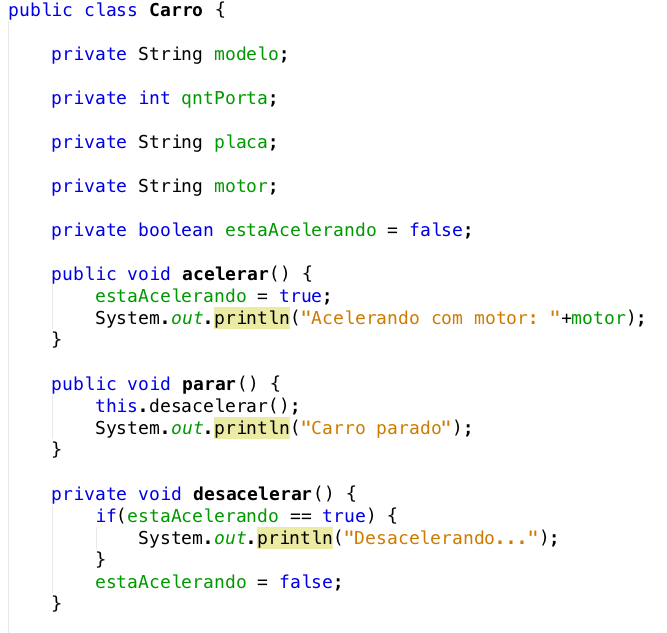 public class Carro {
private String modelo;
private int qntPorta;
private String placa;
private String motor;
private boolean estaAcelerando = false;
public void acelerar() {
estaAcelerando = true;
System.out.println("Acelerando com motor: "+motor);
}
public void parar() {
this.desacelerar();
System.out.println("Carro parado");
}
private void desacelerar() {
if(estaAcelerando == true) {
System.out.println("Desacelerando...");
}
estaAcelerando = false;
}